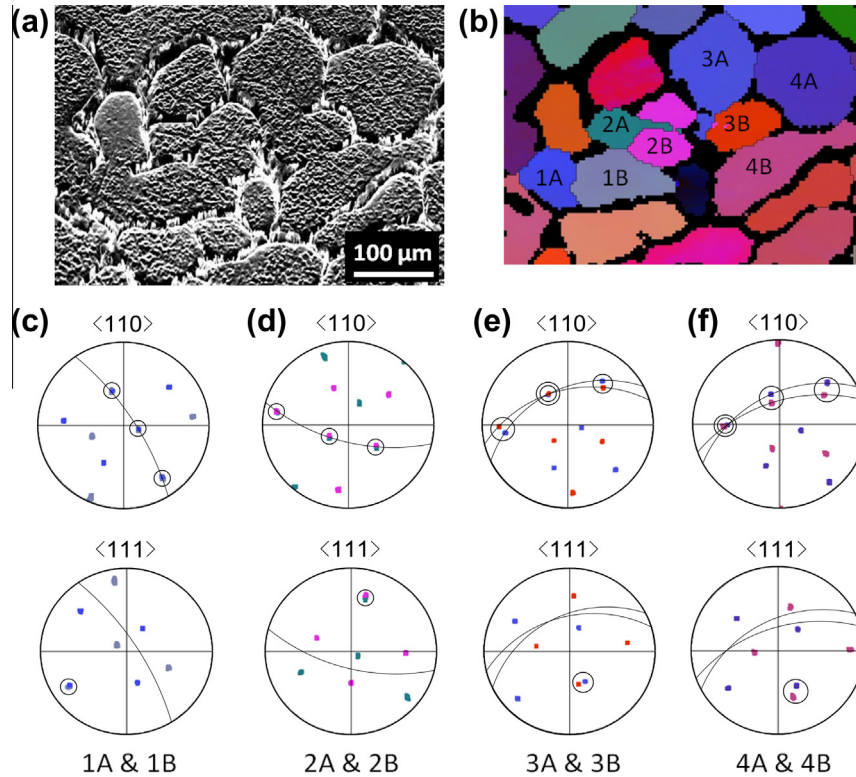 (a)
(b)
100 µm
3A
4A
2A
3B
2B
4B
1A
1B
(c)
(d)
(e)
(f)
⟨110⟩
⟨110⟩
⟨110⟩
⟨110⟩
⟨111⟩
⟨111⟩
⟨111⟩
⟨111⟩
1A & 1B
2A & 2B
3A & 3B
4A & 4B